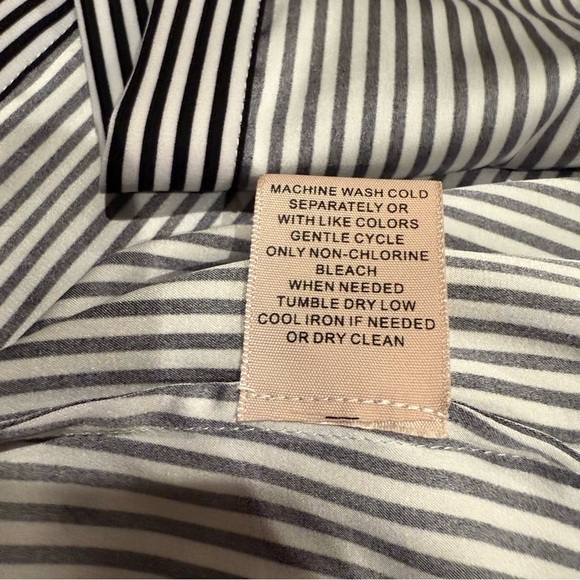 MACHINE WASH COLD
SEPARATELY OR
WITH LIKE COLORS
GENTLE CYCLE
ONLY NON-CHLORINE
BLEACH
WHEN NEEDED
TUMBLE DRY LOW
COOL IRON IF NEEDED
OR DRY CLEAN